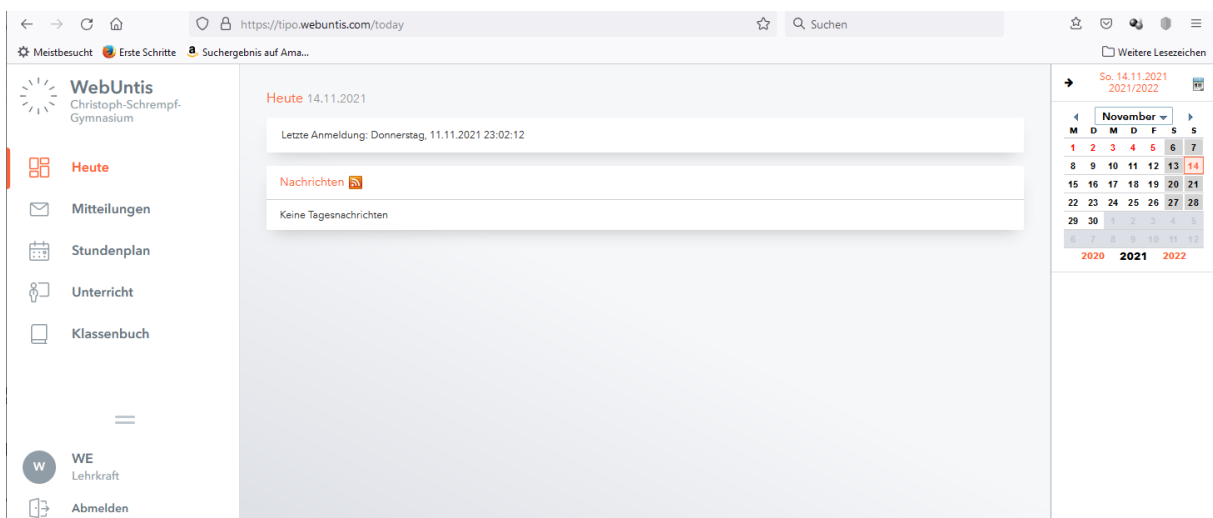 https://tipo.webuntis.com/today
Suchen
Meistbesucht Erste Schritte Suchergebnis auf Ama...
Weitere Lesezeichen
WebUntis
Christoph-Schrempf-
Gymnasium
Heute
Mitteilungen
Stundenplan
Unterricht
Klassenbuch
W
WE
Lehrkraft
Abmelden
Heute 14.11.2021
Letzte Anmeldung: Donnerstag, 11.11.2021 23:02:12
Nachrichten
Keine Tagesnachrichten
So. 14.11.2021
2021/2022
November
M D M D F S S
1 2 3 4 5 6 7
8 9 10 11 12 13 14
15 16 17 18 19 20 21
22 23 24 25 26 27 28
29 30 1 2 3 4 5
6 7 8 9 10 11 12
2020 2021 2022